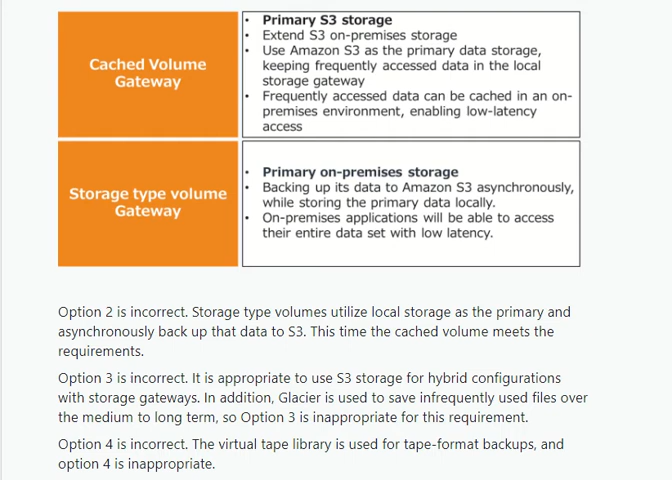 Cached Volume
Gateway
• Primary S3 storage
• Extend S3 on-premises storage
• Use Amazon S3 as the primary data storage,
keeping frequently accessed data in the local
storage gateway
• Frequently accessed data can be cached in an on-
premises environment, enabling low-latency
access
Storage type volume
Gateway
• Primary on-premises storage
• Backing up its data to Amazon S3 asynchronously,
while storing the primary data locally.
• On-premises applications will be able to access
their entire data set with low latency.
Option 2 is incorrect. Storage type volumes utilize local storage as the primary and
asynchronously back up that data to S3. This time the cached volume meets the
requirements.
Option 3 is incorrect. It is appropriate to use S3 storage for hybrid configurations
with storage gateways. In addition, Glacier is used to save infrequently used files over
the medium to long term, so Option 3 is inappropriate for this requirement.
Option 4 is incorrect. The virtual tape library is used for tape-format backups, and
option 4 is inappropriate.